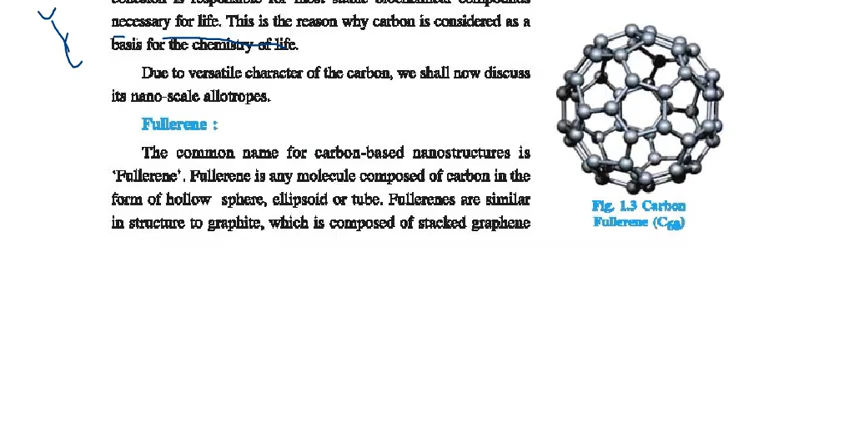 necessary for life. This is the reason why carbon is considered as a
basis for the chemistry of life.
Due to versatile character of the carbon, we shall now discuss
its nano-scale allotropes.
Fullerene :
The common name for carbon-based nanostructures is
'Fullerene'. Fullerene is any molecule composed of carbon in the
form of hollow sphere, ellipsoid or tube. Fullerenes are similar
in structure to graphite, which is composed of stacked graphene
Fig. 1.3 Carbon
Fullerene (C60)